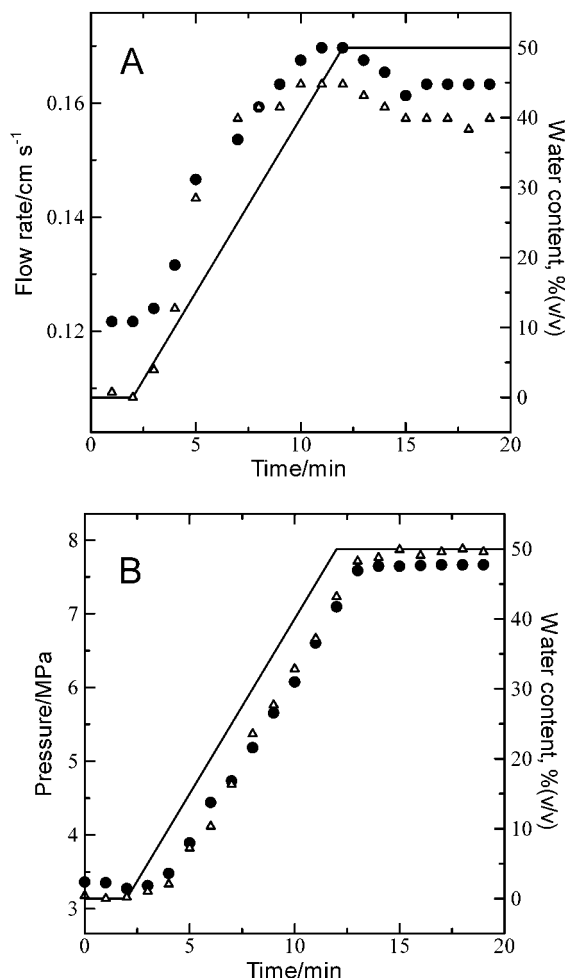 A
0.16
0.14
0.12
Flow rate/cm s⁻¹
50
40
30
20
10
0
Water content, %(v/v)
0 5 10 15 20
Time/min
B
8
7
6
5
4
3
Pressure/MPa
50
40
30
20
10
0
Water content, %(v/v)
0 5 10 15 20
Time/min